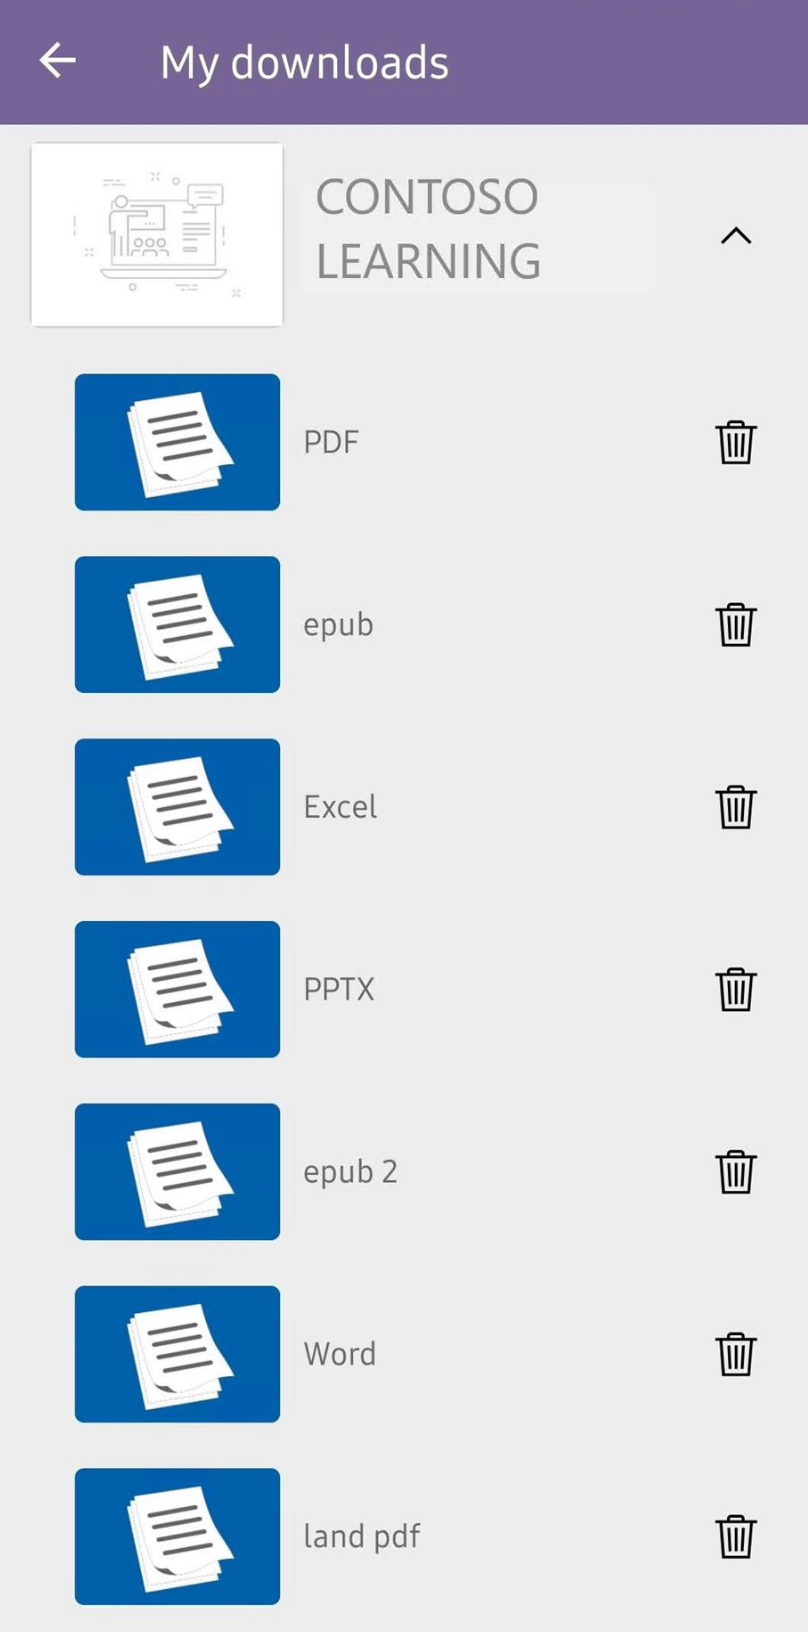 My downloads
CONTOSO
LEARNING
PDF
epub
Excel
PPTX
epub 2
Word
land pdf